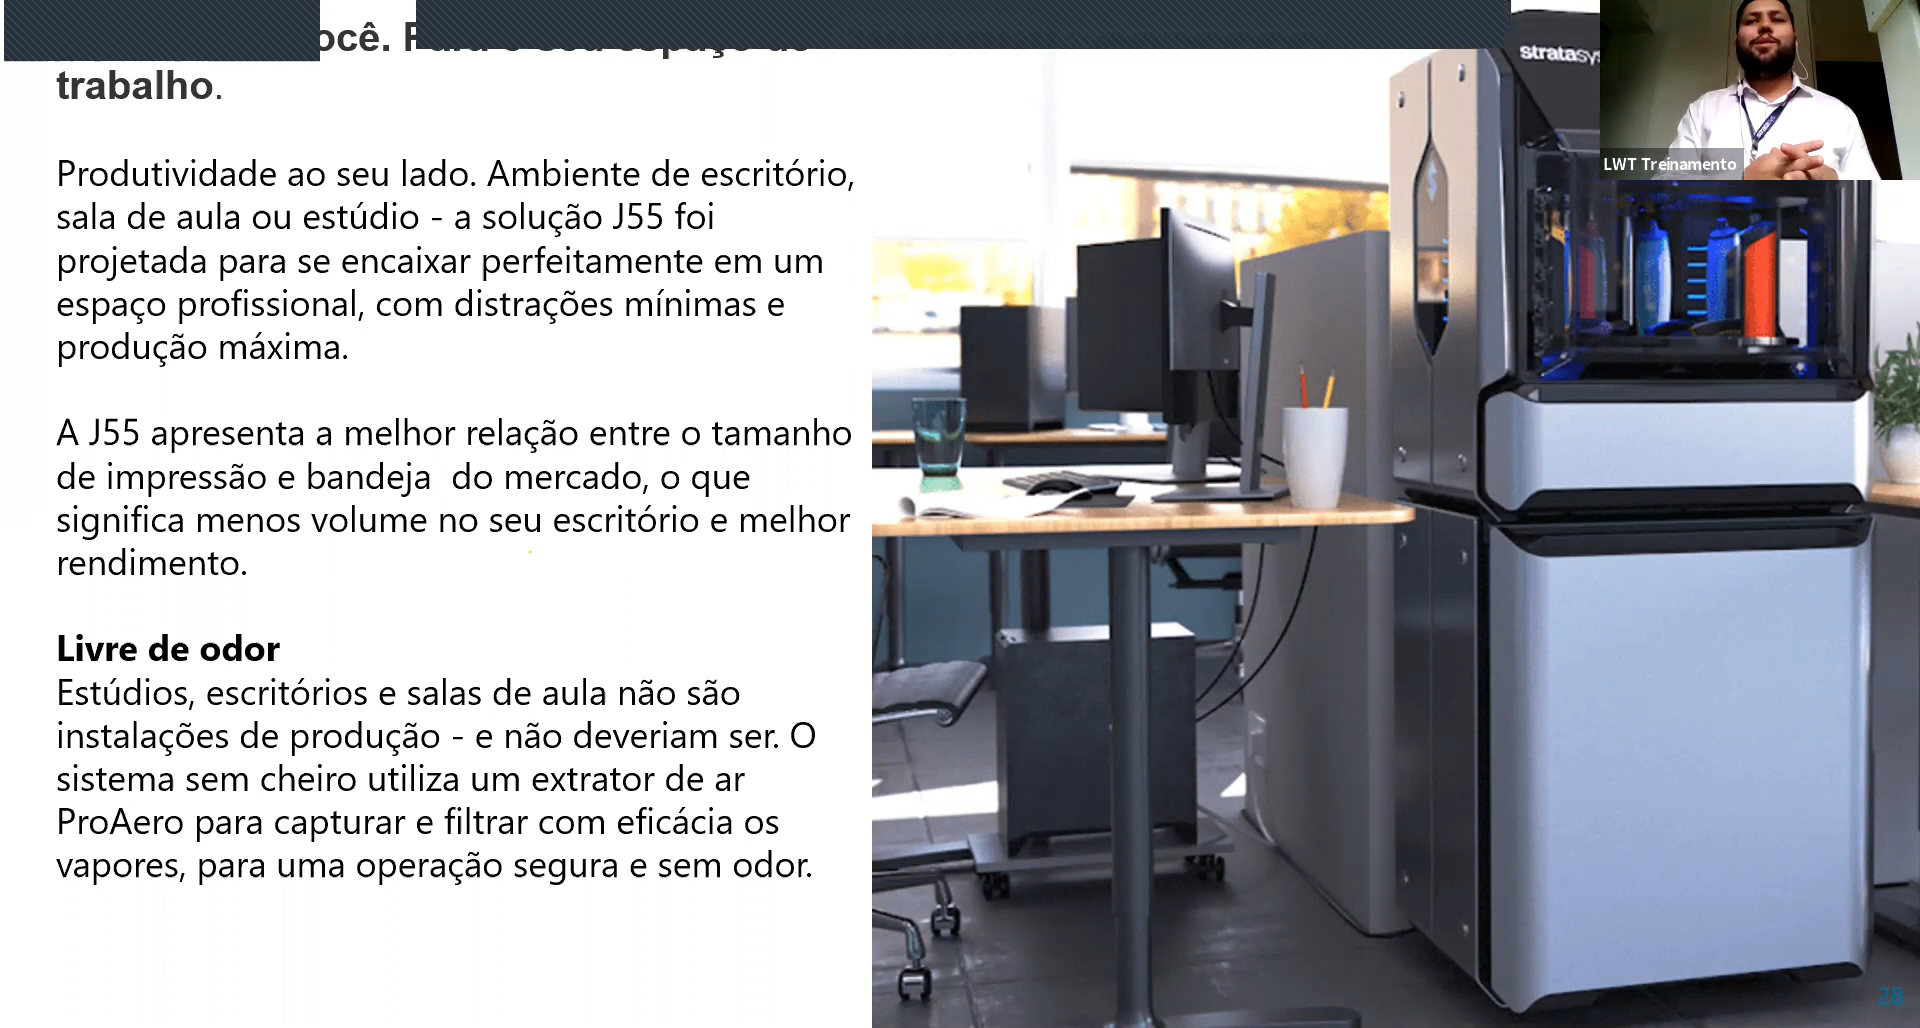 trabalho.
Produtividade ao seu lado. Ambiente de escritório,
sala de aula ou estúdio - a solução J55 foi
projetada para se encaixar perfeitamente em um
espaço profissional, com distrações mínimas e
produção máxima.
A J55 apresenta a melhor relação entre o tamanho
de impressão e bandeja  do mercado, o que
significa menos volume no seu escritório e melhor
rendimento.
Livre de odor
Estúdios, escritórios e salas de aula não são
instalações de produção - e não deveriam ser. O
sistema sem cheiro utiliza um extrator de ar
ProAero para capturar e filtrar com eficácia os
vapores, para uma operação segura e sem odor.
stratasys
LWT Treinamento
28